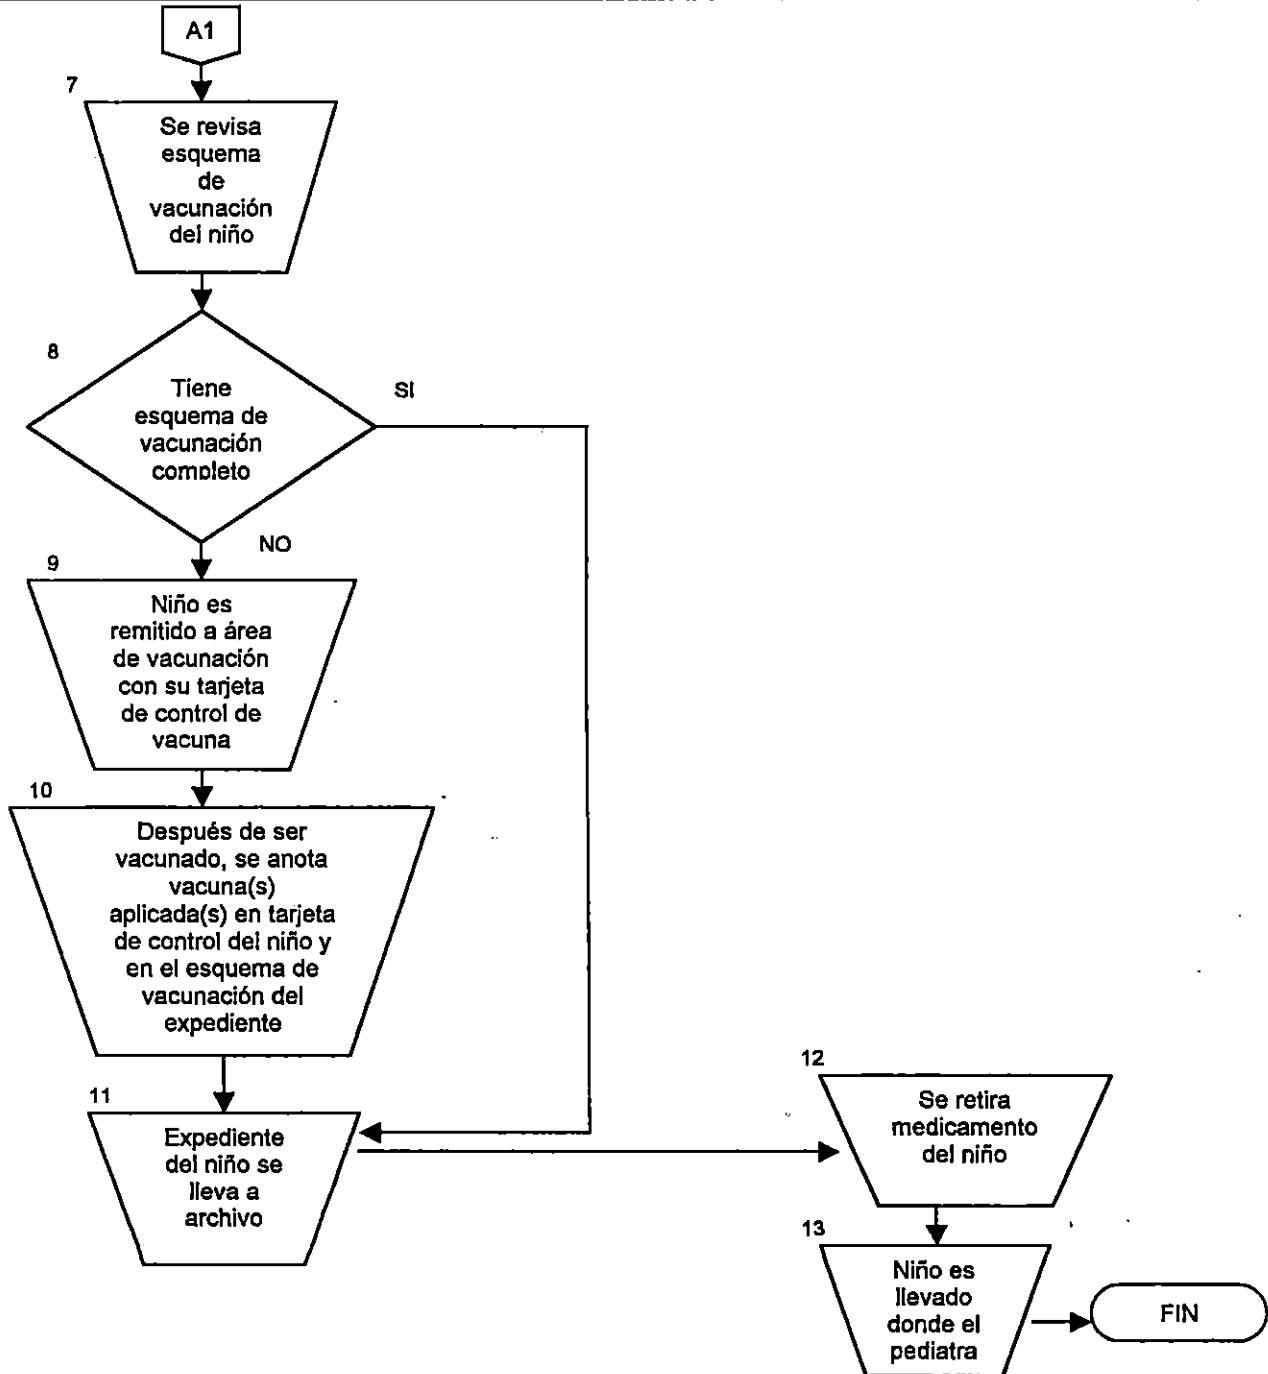 A1
7
Se revisa
esquema
de
vacunación
del niño
8
Tiene
esquema de
vacunación
completo
SI
NO
9
Niño es
remitido a área
de vacunación
con su tarjeta
de control de
vacuna
10
Después de ser
vacunado, se anota
vacuna(s)
aplicada(s) en tarjeta
de control del niño y
en el esquema de
vacunación del
expediente
11
Expediente
del niño se
lleva a
archivo
12
Se retira
medicamento
del niño
13
Niño es
llevado
donde el
pediatra
FIN